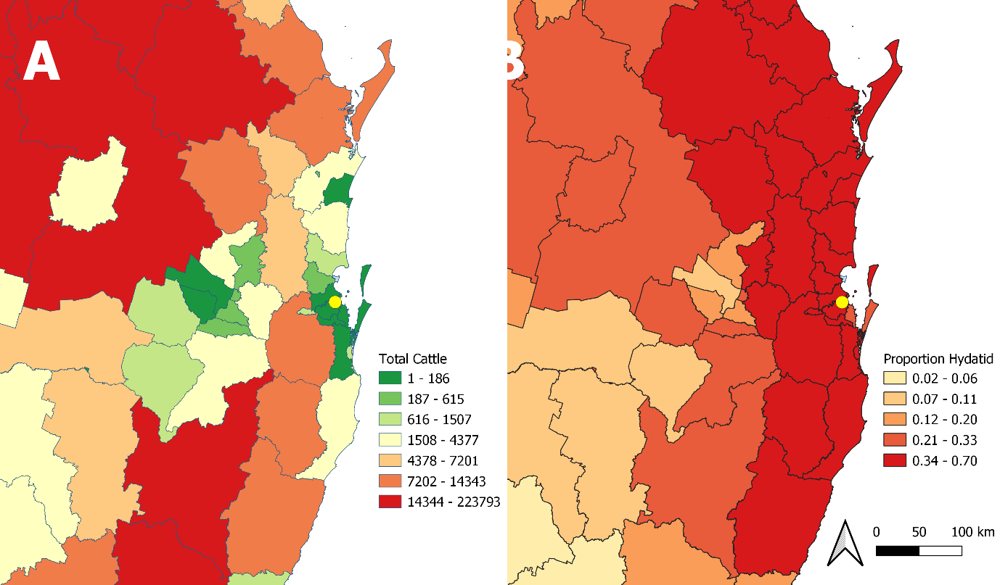 A
B
Total Cattle
1 - 186
187 - 615
616 - 1507
1508 - 4377
4378 - 7201
7202 - 14343
14344 - 223793
Proportion Hydatid
0.02 - 0.06
0.07 - 0.11
0.12 - 0.20
0.21 - 0.33
0.34 - 0.70
0 50 100 km